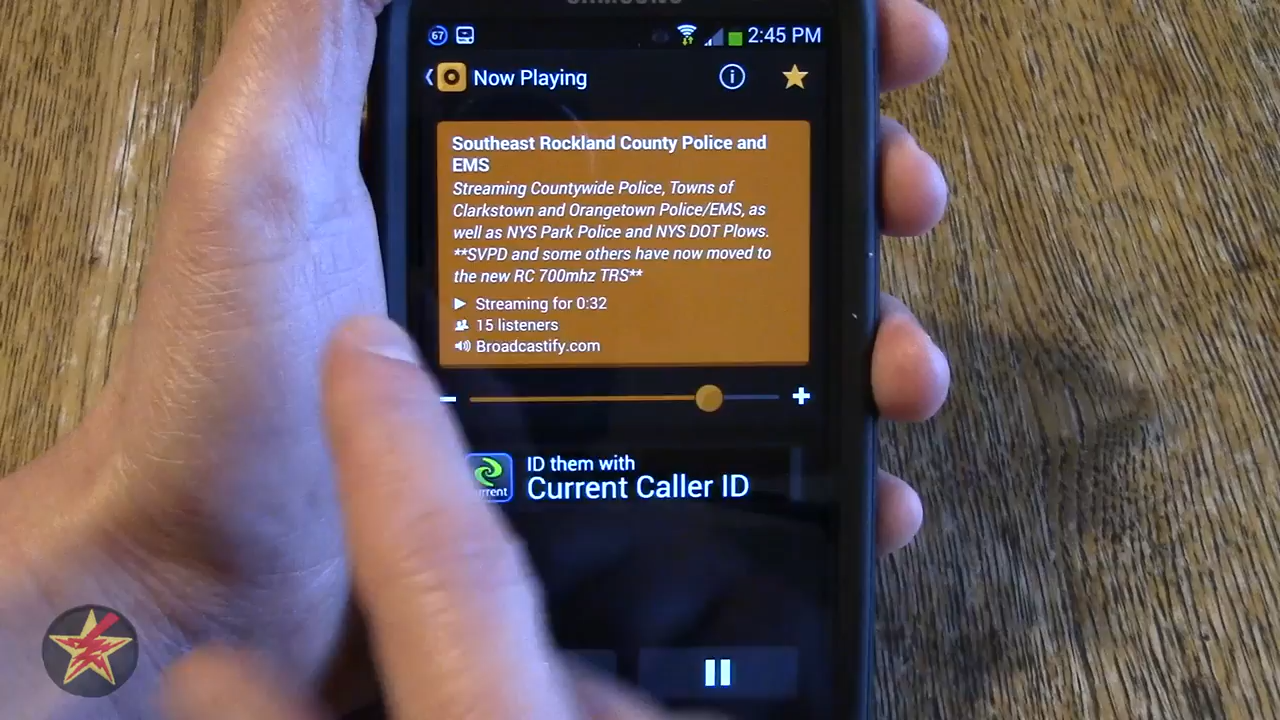 SAMSUNG
67
2:45 PM
Now Playing
Southeast Rockland County Police and
EMS
Streaming Countywide Police, Towns of
Clarkstown and Orangetown Police/EMS, as
well as NYS Park Police and NYS DOT Plows.
**SVPD and some others have now moved to
the new RC 700mhz TRS**
Streaming for 0:32
15 listeners
Broadcastify.com
ID them with
Current Caller ID